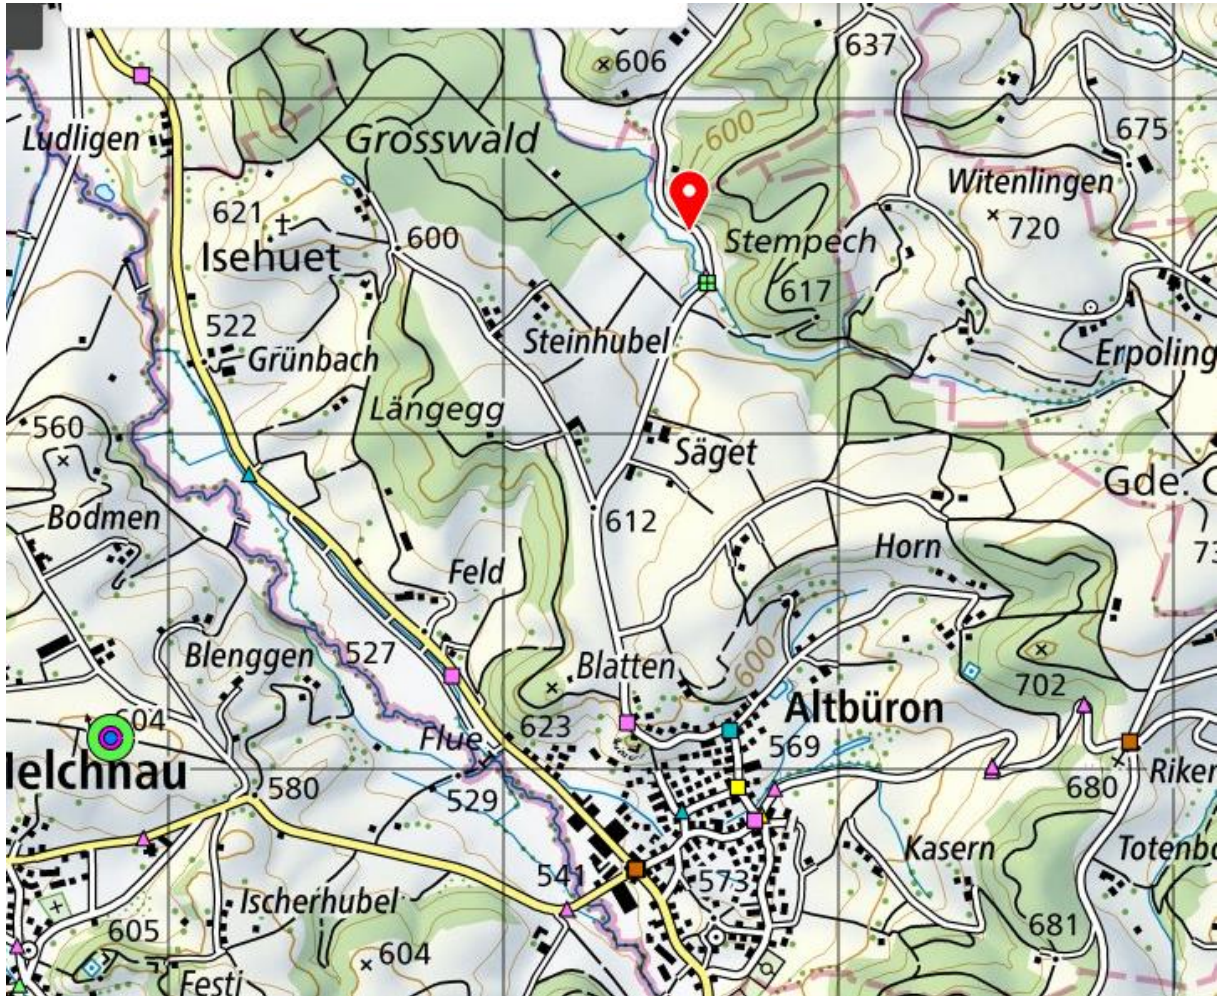 637
606
600
675
Ludligen
Grosswald
Witenlingen
621
600
Stempech
720
Isehuet
617
522
Steinhubel
Grünbach
Erpoling
Längegg
560
Säget
Gde. C
Bodmen
612
73
Horn
Feld
527
Blenggen
Blatten
600
702
604
Altbüron
Flue
623
569
elchnau
580
529
680
Riker
541
Kasern
Totenb
573
Ischerhubel
605
604
681
Festi